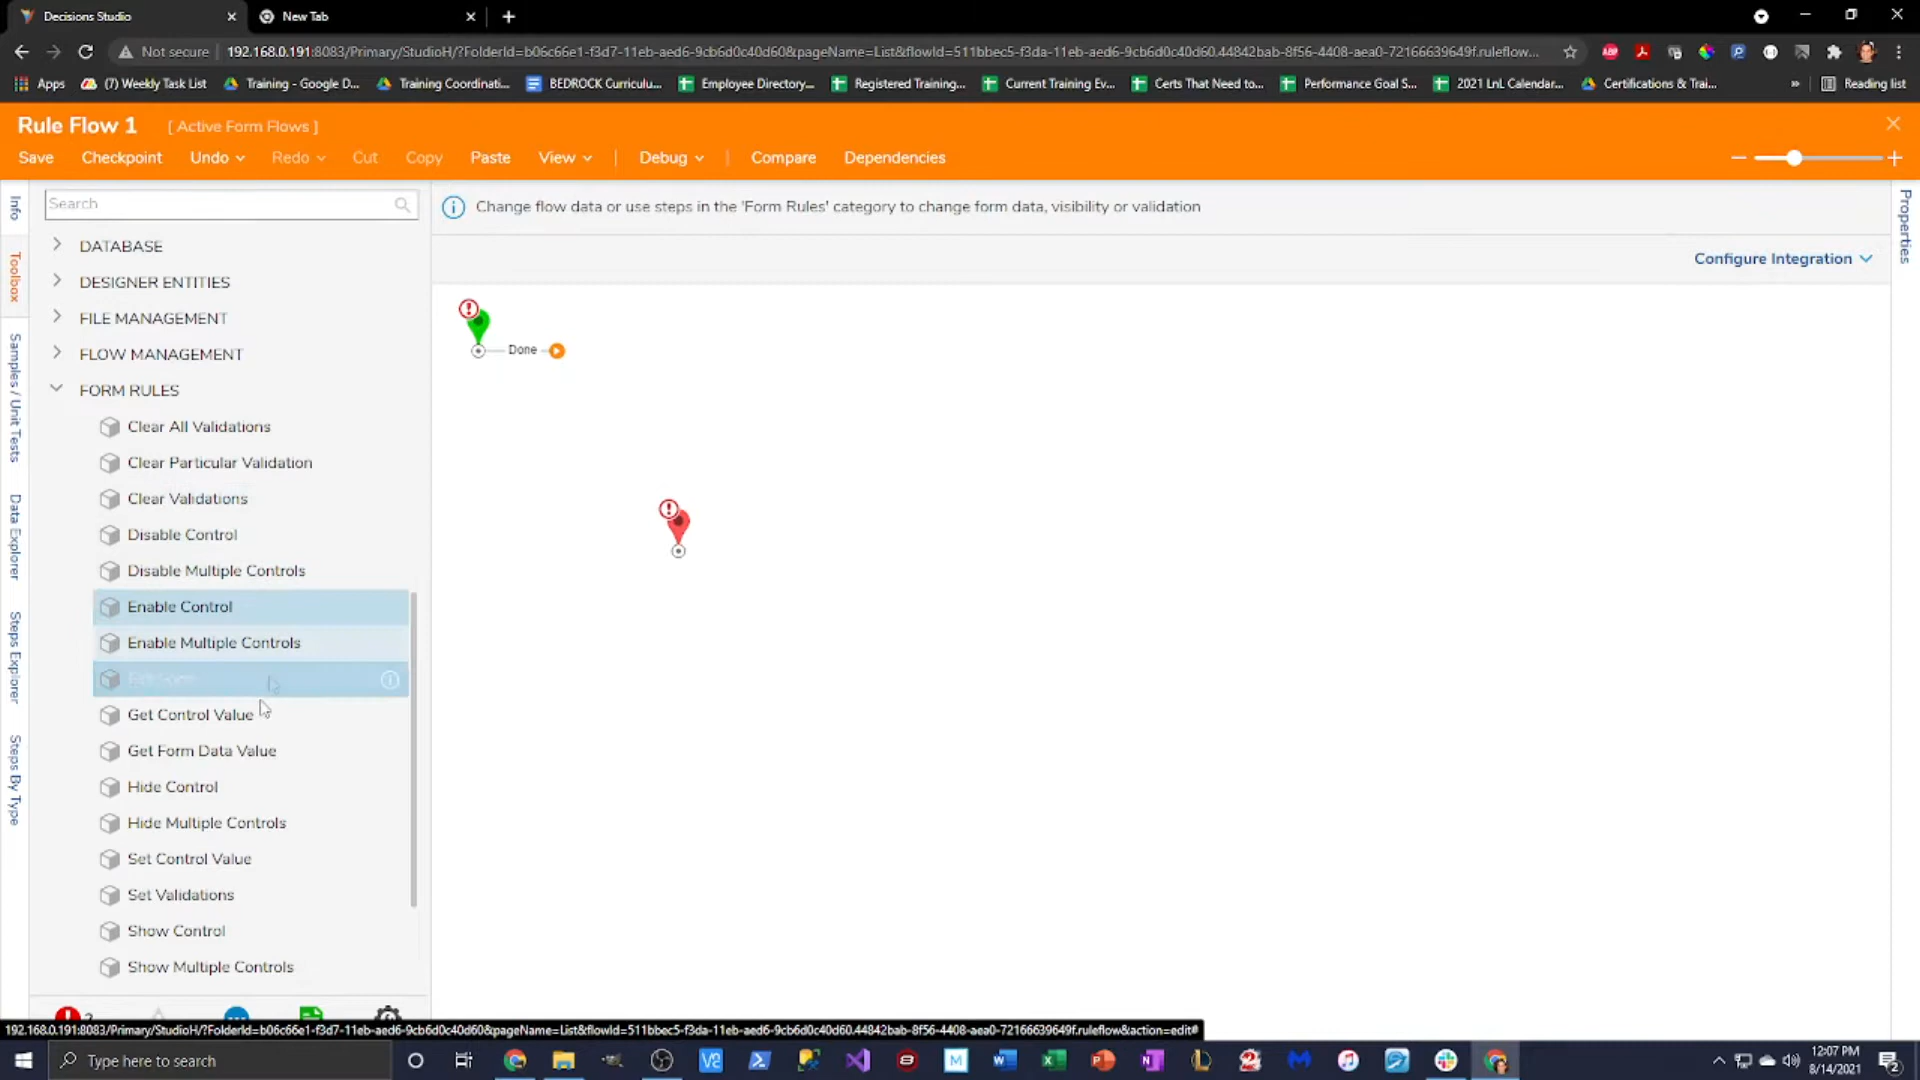 Decisions Studio
New Tab
Not secure
192.168.0.191:8083/Primary/StudioH/?FolderId=b06c66e1-f3d7-11eb-aed6-9cb6d0c40d60&pageName=List&flowId=511bbec5-f3da-11eb-aed6-9cb6d0c40d60.44842bab-8f56-4408-aea0-72166639649f.ruleflow...
Apps
(7) Weekly Task List
Training - Google D...
Training Coordinati...
BEDROCK Curriculu...
Employee Directory,...
Registered Training...
Current Training Ev...
Certs That Need to...
Performance Goal S...
2021 LnL Calendar...
Certifications & Trai...
»
Reading list
Rule Flow 1
[ Active Form Flows ]
Save
Checkpoint
Undo
Redo
Cut
Copy
Paste
View
Debug
Compare
Dependencies
Info
Toolbox
Samples / Unit Tests
Data Explorer
Steps Explorer
Steps By Type
Search
DATABASE
DESIGNER ENTITIES
FILE MANAGEMENT
FLOW MANAGEMENT
FORM RULES
Clear All Validations
Clear Particular Validation
Clear Validations
Disable Control
Disable Multiple Controls
Enable Control
Enable Multiple Controls
Get Control Value
Get Form Data Value
Hide Control
Hide Multiple Controls
Set Control Value
Set Validations
Show Control
Show Multiple Controls
Change flow data or use steps in the 'Form Rules' category to change form data, visibility or validation
Configure Integration
Properties
Done
192.168.0.191:8083/Primary/StudioH/?FolderId=b06c66e1-f3d7-11eb-aed6-9cb6d0c40d60&pageName=List&flowId=511bbec5-f3da-11eb-aed6-9cb6d0c40d60.44842bab-8f56-4408-aea0-72166639649f.ruleflow&action=edit#
Type here to search
12:07 PM
8/14/2021
2